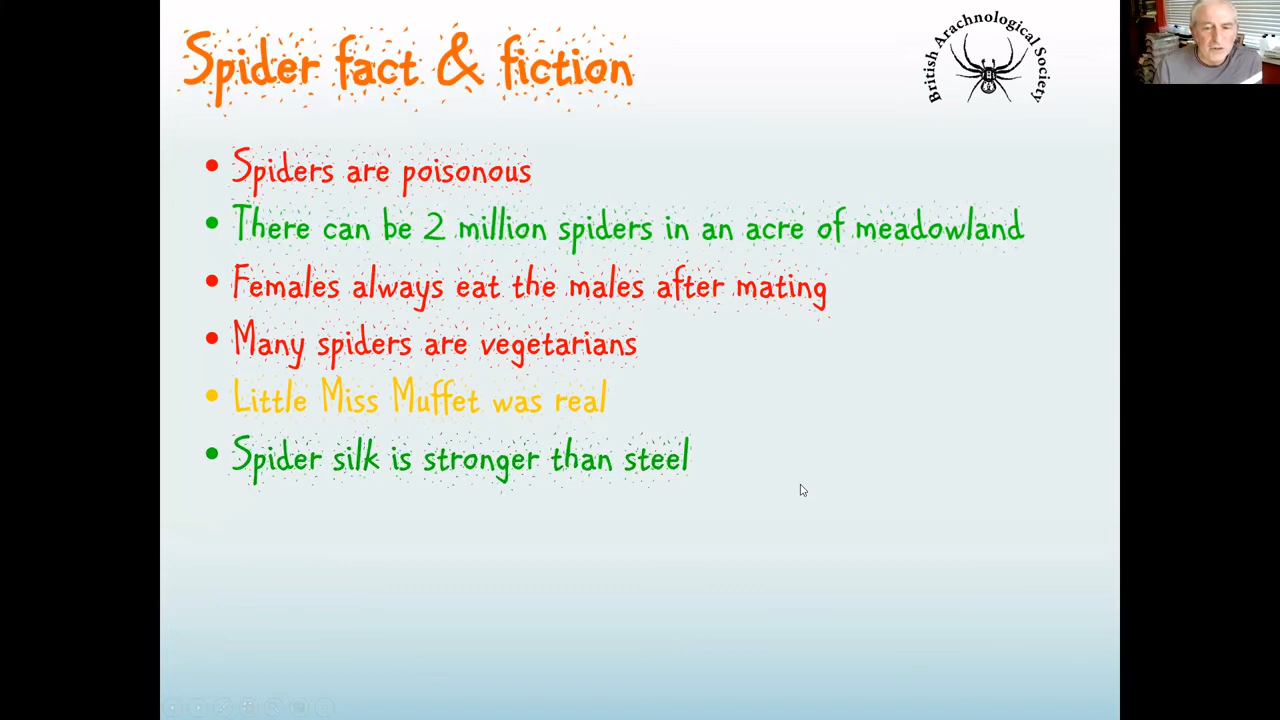 Spider fact & fiction
British Arachnological Society
• Spiders are poisonous
• There can be 2 million spiders in an acre of meadowland
• Females always eat the males after mating
• Many spiders are vegetarians
• Little Miss Muffet was real
• Spider silk is stronger than steel